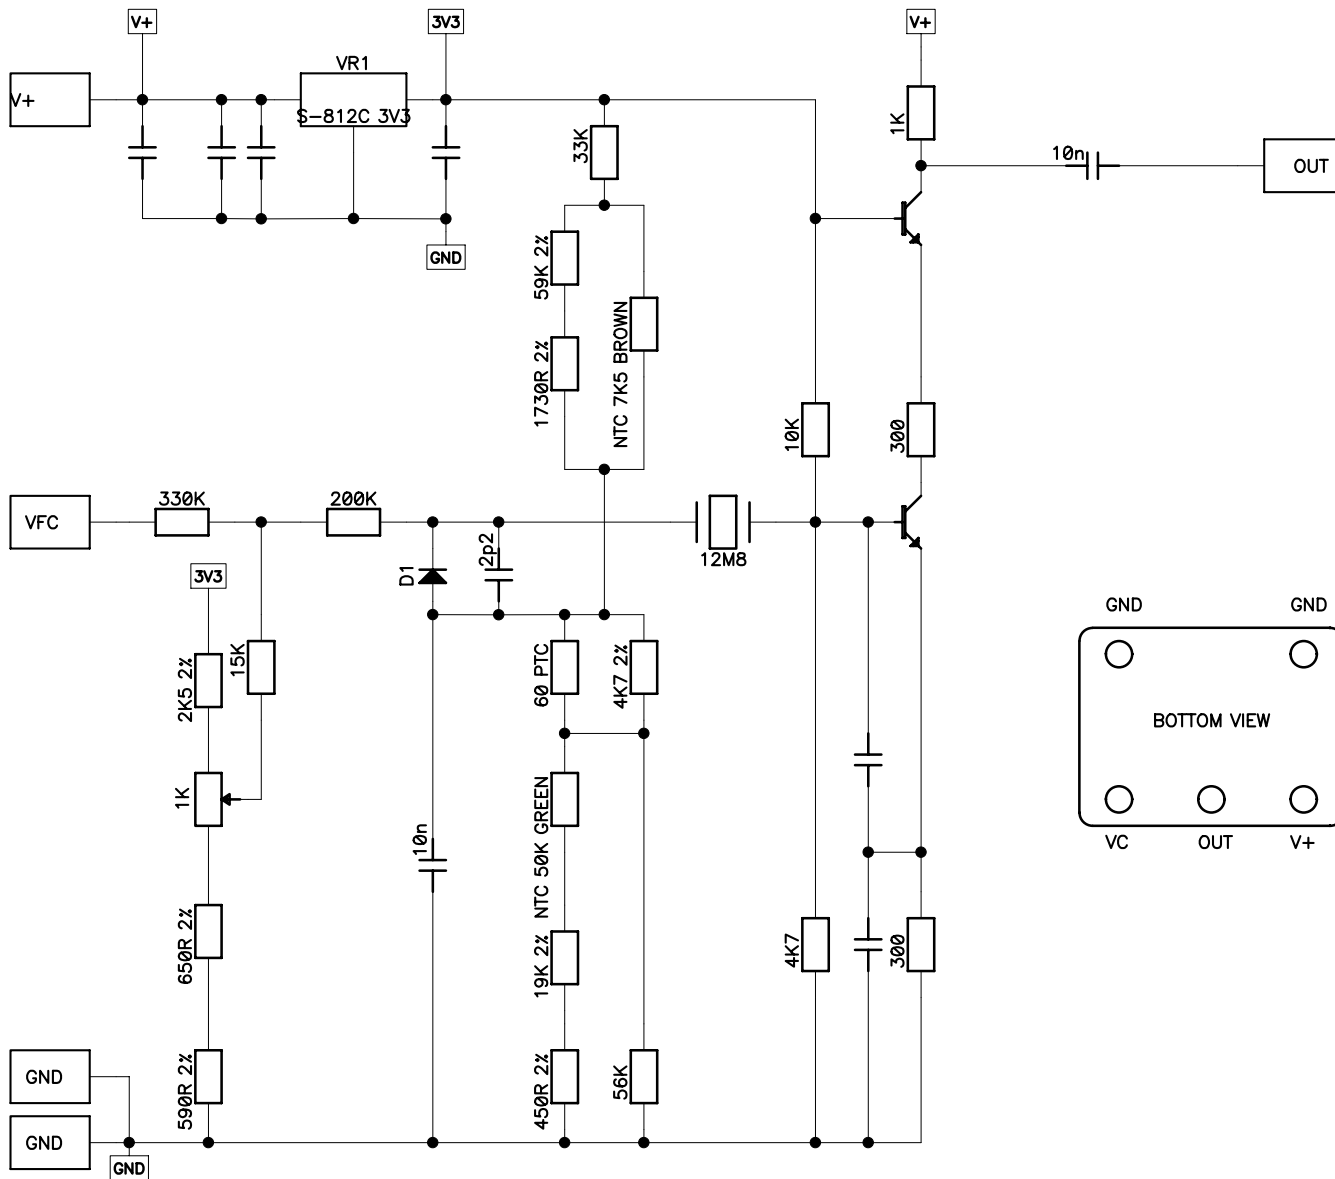 V+
3V3
V+
VR1
V+
S-812C 3V3
33K
1K
10n
OUT
GND
59K 2%
1730R 2%
NTC 7K5 BROWN
10K
300
VFC
330K
200K
12M8
3V3
D1
2p2
GND
GND
2K5 2%
15K
60 PTC
4K7 2%
BOTTOM VIEW
1K
NTC 50K GREEN
10n
VC
OUT
V+
650R 2%
19K 2%
4K7
300
GND
590R 2%
450R 2%
56K
GND
GND